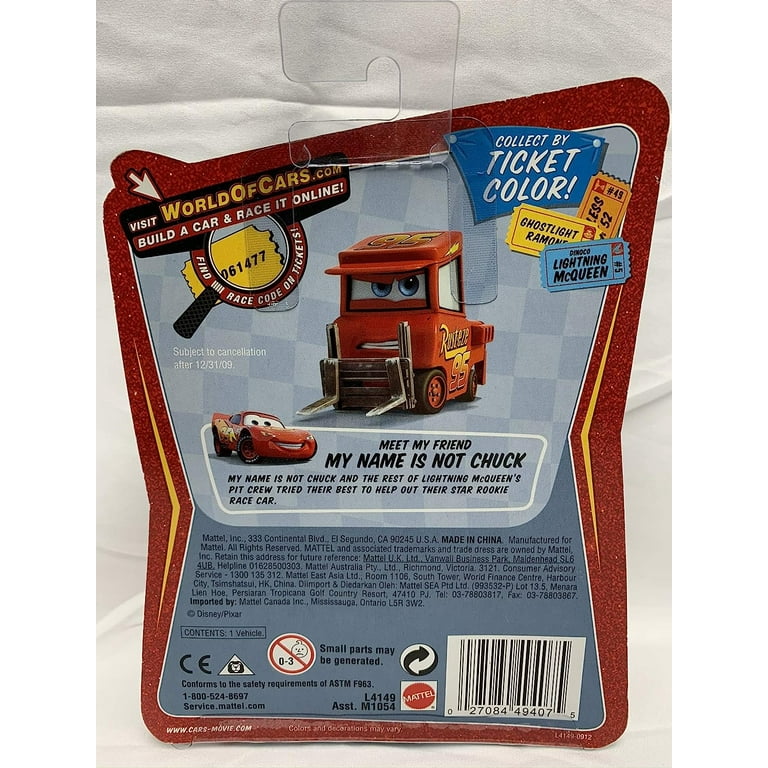 COLLECT BY
TICKET
COLOR!
#49
LESS
52
GHOSTLIGHT
RAMONE
DINOCO
LIGHTNING
McQUEEN
#5
VISIT WORLDOFCARS.COM
BUILD A CAR & RACE IT ONLINE!
061477
FIND RACE CODE ON TICKETS!
Subject to cancellation
after 12/31/09.
95
Rust-eze
95
MEET MY FRIEND
MY NAME IS NOT CHUCK
MY NAME IS NOT CHUCK AND THE REST OF LIGHTNING McQUEEN'S
PIT CREW TRIED THEIR BEST TO HELP OUT THEIR STAR ROOKIE
RACE CAR.
Mattel, Inc., 333 Continental Blvd., El Segundo, CA 90245 U.S.A. MADE IN CHINA. Manufactured for
Mattel. All Rights Reserved. MATTEL and associated trademarks and trade dress are owned by Mattel,
Inc. Retain this address for future reference: Mattel U.K. Ltd., Vanwall Business Park, Maidenhead SL6
4UB. Helpline 01628500303. Mattel Australia Pty., Ltd., Richmond, Victoria. 3121. Consumer Advisory
Service - 1300 135 312. Mattel East Asia Ltd., Room 1106, South Tower, World Finance Centre, Harbour
City, Tsimshatsui, HK, China. Diimport & Diedarkan Oleh: Mattel SEA Ptd Ltd. (993532-P) Lot 13.5, Menara
Lien Hoe, Persiaran Tropicana Golf Country Resort, 47410 PJ. Tel: 03-78803817, Fax: 03-78803867.
Imported by: Mattel Canada Inc., Mississauga, Ontario L5R 3W2.
© Disney/Pixar
CONTENTS: 1 Vehicle.
CE
0-3
Small parts may
be generated.
Conforms to the safety requirements of ASTM F963.
1-800-524-8697
Service.mattel.com
L4149
Asst. M1054
MATTEL
0 27084 49407 5
WWW.CARS-MOVIE.COM
Colors and decorations may vary.
L4149-0912